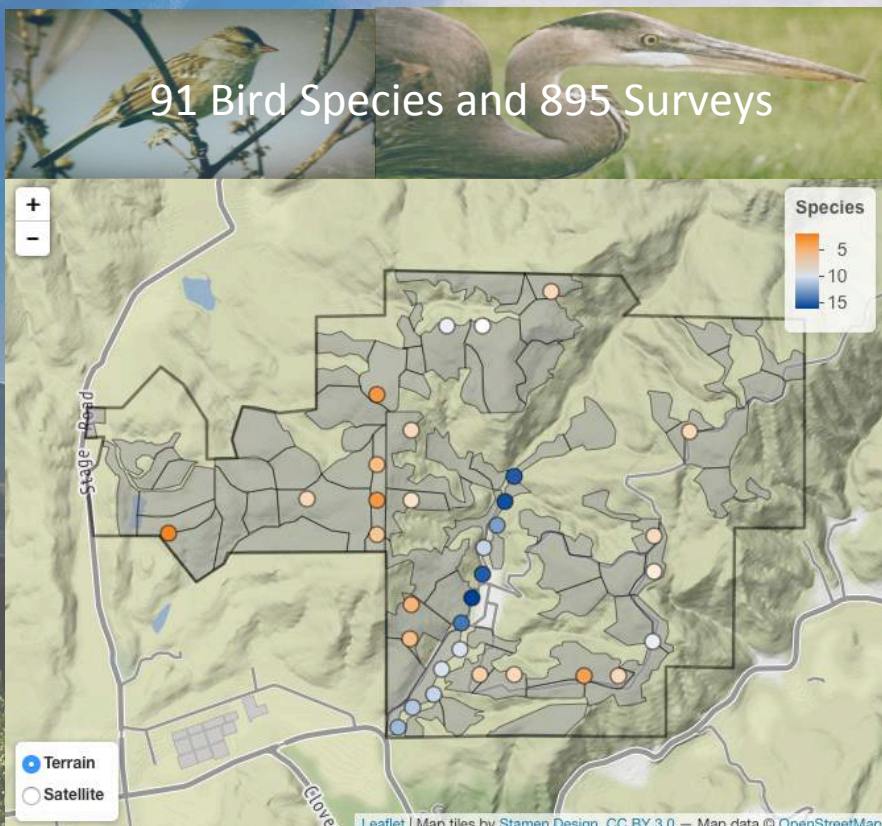 91 Bird Species and 895 Surveys
+
−
Species
5
10
15
Stage Road
Terrain
Satellite
Clove
Leaflet | Map tiles by Stamen Design, CC BY 3.0 — Map data © OpenStreetMap